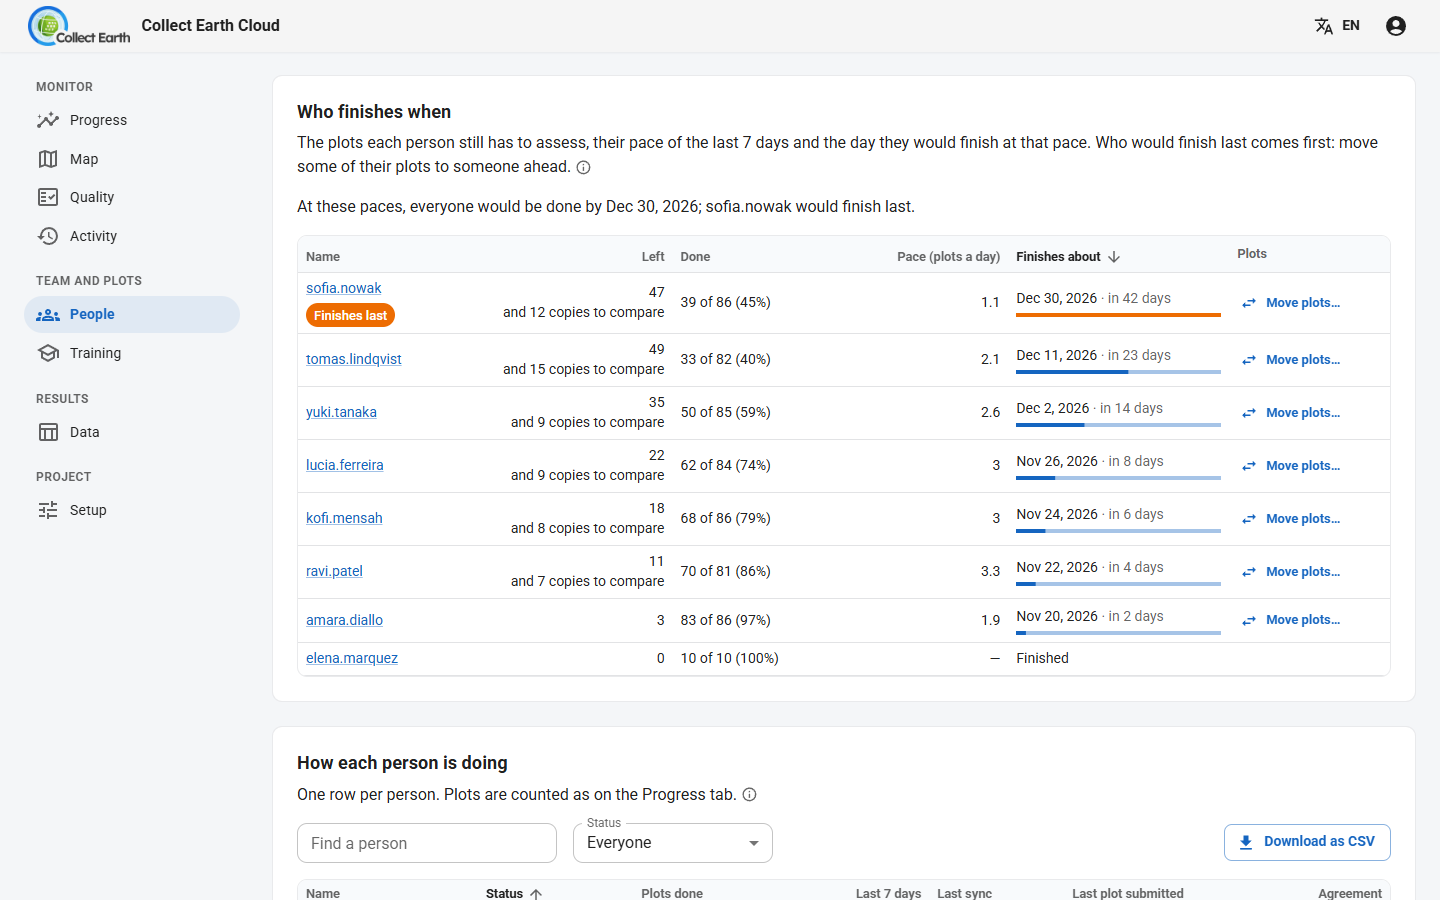 Collect Earth
Collect Earth Cloud
EN
MONITOR
Progress
Map
Quality
Activity
TEAM AND PLOTS
People
Training
RESULTS
Data
PROJECT
Setup
Who finishes when
The plots each person still has to assess, their pace of the last 7 days and the day they would finish at that pace. Who would finish last comes first: move
some of their plots to someone ahead.
At these paces, everyone would be done by Dec 30, 2026; sofia.nowak would finish last.
Name Left Done Pace (plots a day) Finishes about Plots
sofia.nowak
Finishes last
47
and 12 copies to compare
39 of 86 (45%)
1.1
Dec 30, 2026 · in 42 days
Move plots…
tomas.lindqvist
49
and 15 copies to compare
33 of 82 (40%)
2.1
Dec 11, 2026 · in 23 days
Move plots…
yuki.tanaka
35
and 9 copies to compare
50 of 85 (59%)
2.6
Dec 2, 2026 · in 14 days
Move plots…
lucia.ferreira
22
and 9 copies to compare
62 of 84 (74%)
3
Nov 26, 2026 · in 8 days
Move plots…
kofi.mensah
18
and 8 copies to compare
68 of 86 (79%)
3
Nov 24, 2026 · in 6 days
Move plots…
ravi.patel
11
and 7 copies to compare
70 of 81 (86%)
3.3
Nov 22, 2026 · in 4 days
Move plots…
amara.diallo
3
83 of 86 (97%)
1.9
Nov 20, 2026 · in 2 days
Move plots…
elena.marquez
0
10 of 10 (100%)
—
Finished
How each person is doing
One row per person. Plots are counted as on the Progress tab.
Find a person
Status
Everyone
Download as CSV
Name Status Plots done Last 7 days Last sync Last plot submitted Agreement